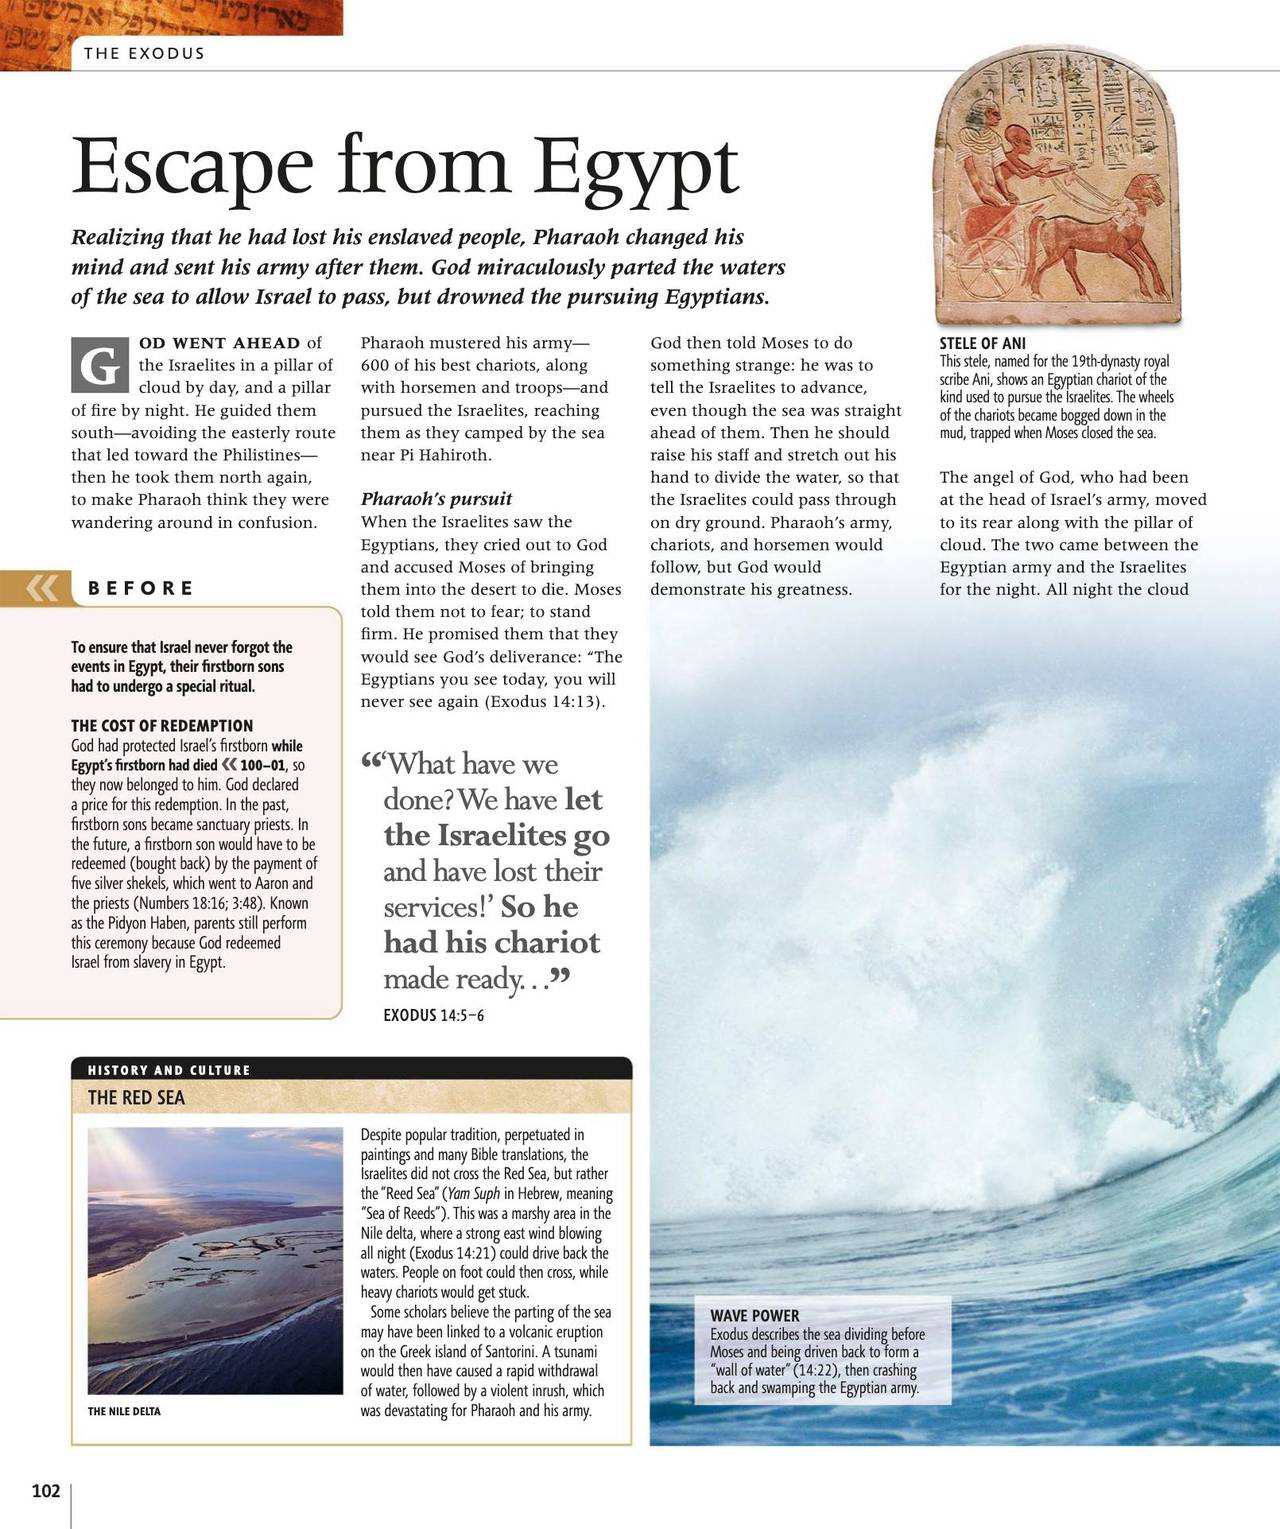 THE EXODUS
Escape from Egypt
Realizing that he had lost his enslaved people, Pharaoh changed his
mind and sent his army after them. God miraculously parted the waters
of the sea to allow Israel to pass, but drowned the pursuing Egyptians.
GOD WENT AHEAD of
the Israelites in a pillar of
cloud by day, and a pillar
of fire by night. He guided them
south—avoiding the easterly route
that led toward the Philistines—
then he took them north again,
to make Pharaoh think they were
wandering around in confusion.
« BEFORE
To ensure that Israel never forgot the
events in Egypt, their firstborn sons
had to undergo a special ritual.
THE COST OF REDEMPTION
God had protected Israel’s firstborn while
Egypt’s firstborn had died « 100–01, so
they now belonged to him. God declared
a price for this redemption. In the past,
firstborn sons became sanctuary priests. In
the future, a firstborn son would have to be
redeemed (bought back) by the payment of
five silver shekels, which went to Aaron and
the priests (Numbers 18:16; 3:48). Known
as the Pidyon Haben, parents still perform
this ceremony because God redeemed
Israel from slavery in Egypt.
Pharaoh mustered his army—
600 of his best chariots, along
with horsemen and troops—and
pursued the Israelites, reaching
them as they camped by the sea
near Pi Hahiroth.
Pharaoh’s pursuit
When the Israelites saw the
Egyptians, they cried out to God
and accused Moses of bringing
them into the desert to die. Moses
told them not to fear; to stand
firm. He promised them that they
would see God’s deliverance: “The
Egyptians you see today, you will
never see again (Exodus 14:13).
“‘What have we
done? We have let
the Israelites go
and have lost their
services!’ So he
had his chariot
made ready. . .”
EXODUS 14:5–6
God then told Moses to do
something strange: he was to
tell the Israelites to advance,
even though the sea was straight
ahead of them. Then he should
raise his staff and stretch out his
hand to divide the water, so that
the Israelites could pass through
on dry ground. Pharaoh’s army,
chariots, and horsemen would
follow, but God would
demonstrate his greatness.
STELE OF ANI
This stele, named for the 19th-dynasty royal
scribe Ani, shows an Egyptian chariot of the
kind used to pursue the Israelites. The wheels
of the chariots became bogged down in the
mud, trapped when Moses closed the sea.
The angel of God, who had been
at the head of Israel’s army, moved
to its rear along with the pillar of
cloud. The two came between the
Egyptian army and the Israelites
for the night. All night the cloud
HISTORY AND CULTURE
THE RED SEA
THE NILE DELTA
Despite popular tradition, perpetuated in
paintings and many Bible translations, the
Israelites did not cross the Red Sea, but rather
the “Reed Sea” (Yam Suph in Hebrew, meaning
“Sea of Reeds”). This was a marshy area in the
Nile delta, where a strong east wind blowing
all night (Exodus 14:21) could drive back the
waters. People on foot could then cross, while
heavy chariots would get stuck.
Some scholars believe the parting of the sea
may have been linked to a volcanic eruption
on the Greek island of Santorini. A tsunami
would then have caused a rapid withdrawal
of water, followed by a violent inrush, which
was devastating for Pharaoh and his army.
WAVE POWER
Exodus describes the sea dividing before
Moses and being driven back to form a
“wall of water” (14:22), then crashing
back and swamping the Egyptian army.
102